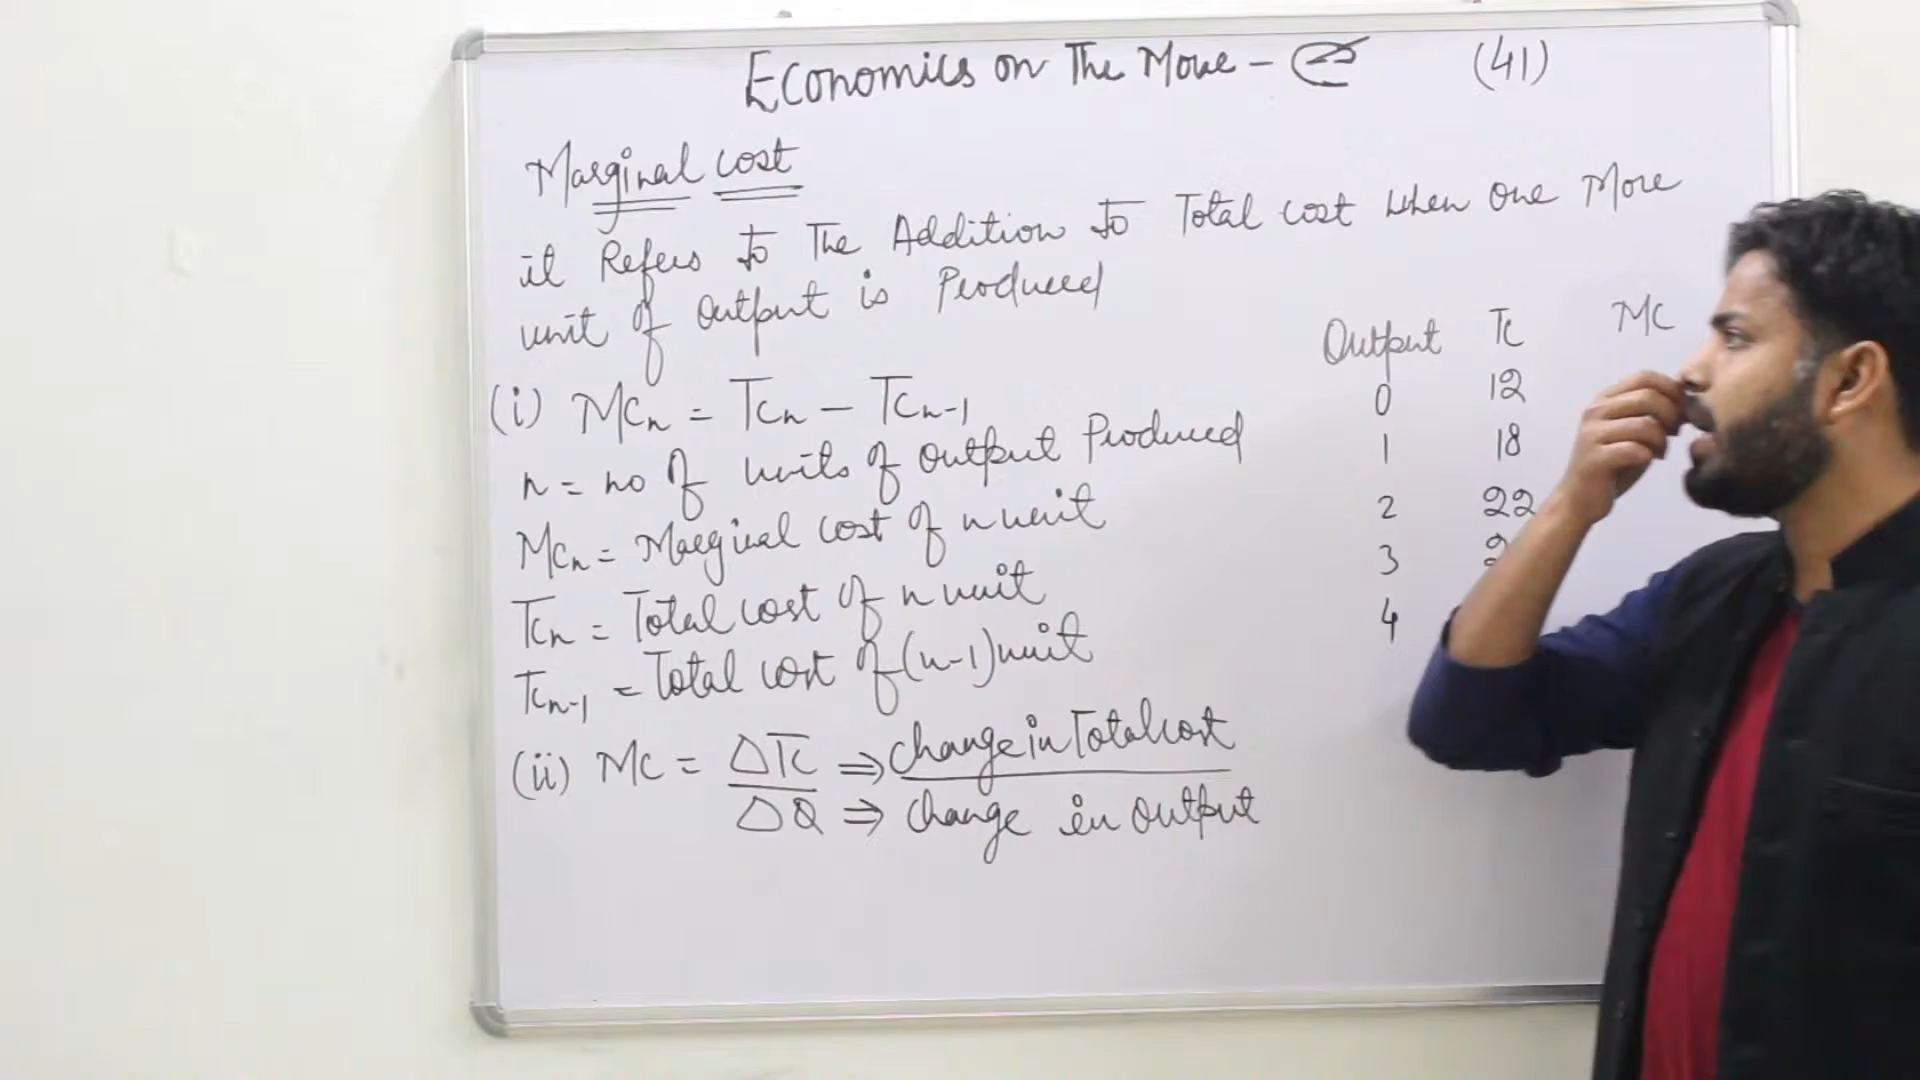 Economics on The Move - (41)
Marginal cost
it Refers to The Addition to Total cost when One More
unit of Output is Produced
(i) MCn = TCn - TCn-1
n = no of units of output Produced
MCn = Marginal cost of n unit
TCn = Total cost of n unit
TCn-1 = Total cost of (n-1) unit
(ii) MC = ΔTC ⇒ change in Total cost
ΔQ ⇒ change in output
Output TC MC
0 12
1 18
2 22
3
4